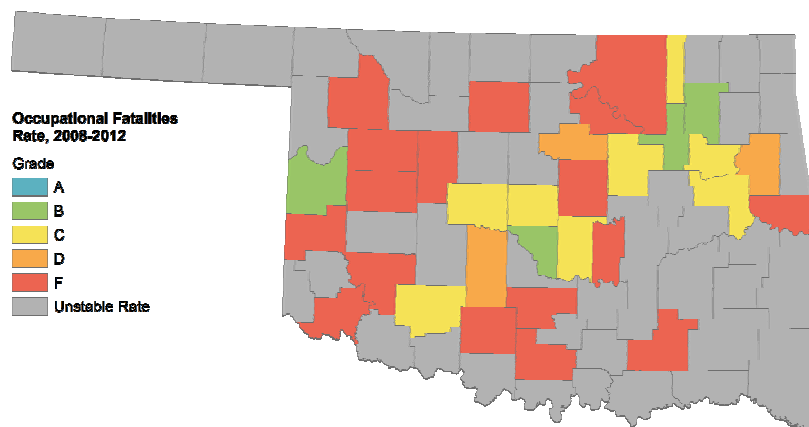 Occupational Fatalities
Rate, 2008-2012
Grade
A
B
C
D
F
Unstable Rate